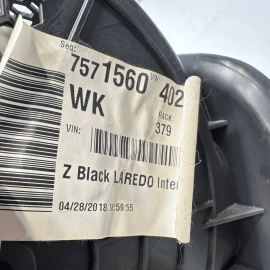 Seq:
7571560 402
WK
RACK:
VIN: 379
Z Black LAREDO Inter
04/28/2018 12:59:55